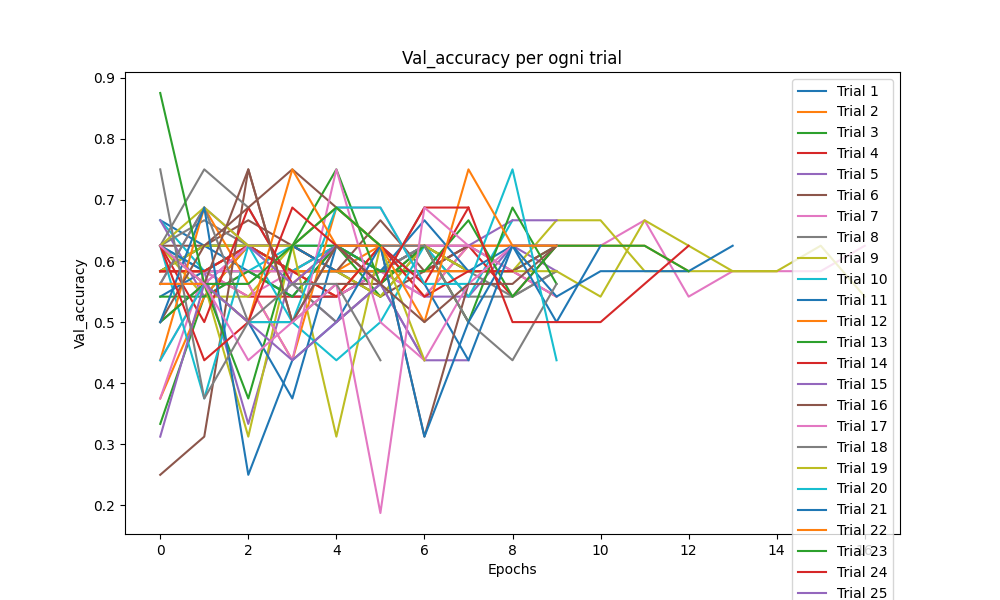 Val_accuracy per ogni trial
Val_accuracy
0.9
0.8
0.7
0.6
0.5
0.4
0.3
0.2
0
2
4
6
8
10
12
14
16
Epochs
Trial 1
Trial 2
Trial 3
Trial 4
Trial 5
Trial 6
Trial 7
Trial 8
Trial 9
Trial 10
Trial 11
Trial 12
Trial 13
Trial 14
Trial 15
Trial 16
Trial 17
Trial 18
Trial 19
Trial 20
Trial 21
Trial 22
Trial 23
Trial 24
Trial 25